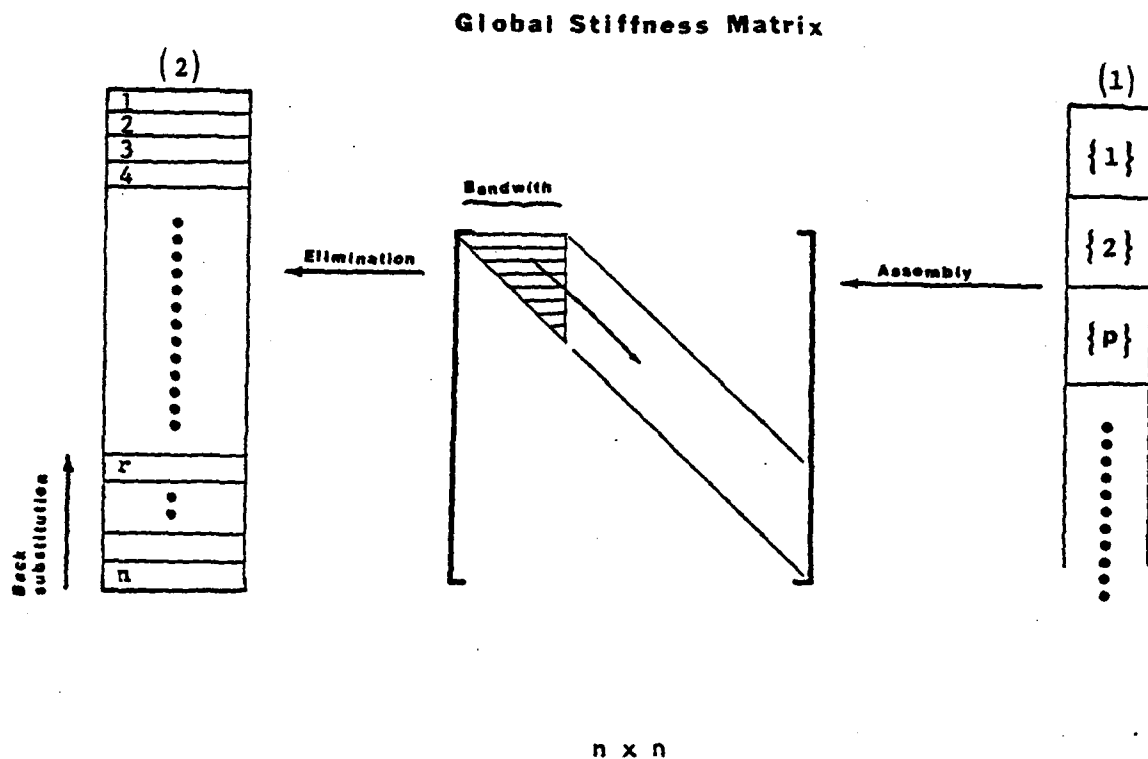 Global Stiffness Matrix
(2)
1
2
3
4
r
n
Back
substitution
Elimination
Bandwith
Assembly
(1)
{1}
{2}
{p}
n x n